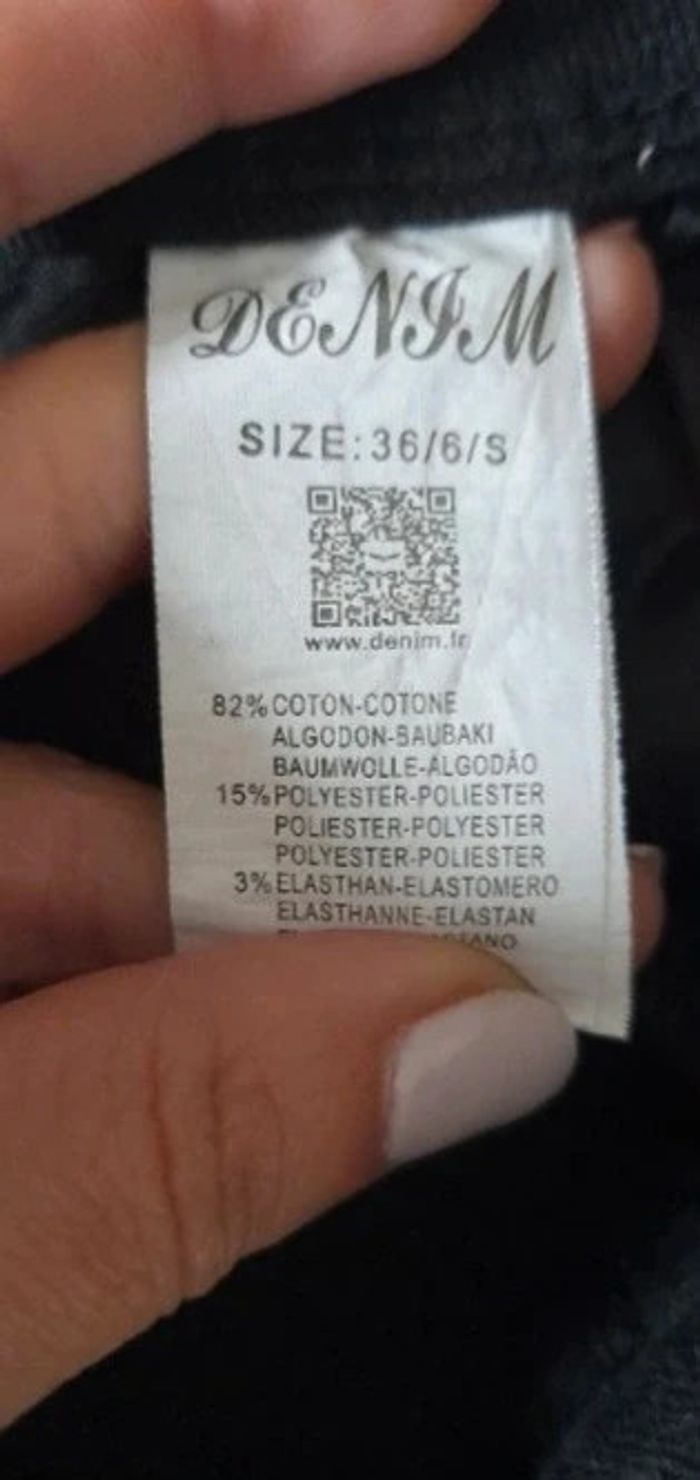 DENIM
SIZE:36/6/S
www.denim.fr
82%COTON-COTONE
ALGODON-BAUBAKI
BAUMWOLLE-ALGODÃO
15%POLYESTER-POLIESTER
POLIESTER-POLYESTER
POLYESTER-POLIESTER
3%ELASTHAN-ELASTOMERO
ELASTHANNE-ELASTAN